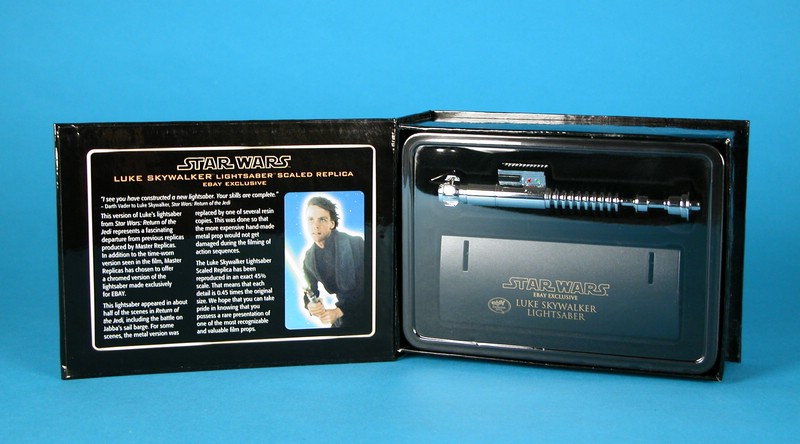 STAR WARS
LUKE SKYWALKER LIGHTSABER™ SCALED REPLICA
EBAY EXCLUSIVE
"I see you have constructed a new lightsaber. Your skills are complete."
– Darth Vader to Luke Skywalker, Star Wars: Return of the Jedi
This version of Luke's lightsaber
from Star Wars: Return of the
Jedi represents a fascinating
departure from previous replicas
produced by Master Replicas.
In addition to the time-worn
version seen in the film, Master
Replicas has chosen to offer
a chromed version of the
lightsaber made exclusively
for EBAY.
This lightsaber appeared in about
half of the scenes in Return of
the Jedi, including the battle on
Jabba's sail barge. For some
scenes, the metal version was
replaced by one of several resin
copies. This was done so that
the more expensive hand-made
metal prop would not get
damaged during the filming of
action sequences.
The Luke Skywalker Lightsaber
Scaled Replica has been
reproduced in an exact 45%
scale. That means that each
detail is 0.45 times the original
size. We hope that you can take
pride in knowing that you
possess a rare presentation of
one of the most recognizable
and valuable film props.
STAR WARS
EBAY EXCLUSIVE
LUKE SKYWALKER
LIGHTSABER